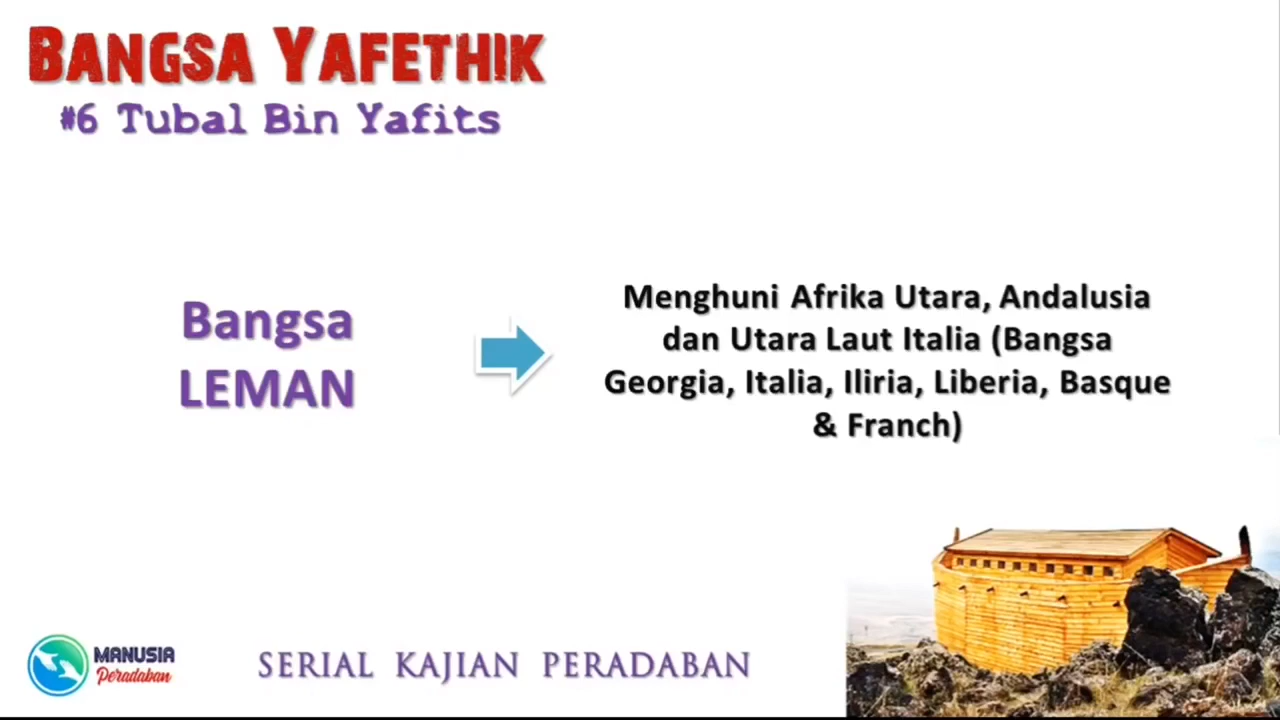 BANGSA YAFETHIK
#6 Tubal Bin Yafits
Bangsa
LEMAN
Menghuni Afrika Utara, Andalusia
dan Utara Laut Italia (Bangsa
Georgia, Italia, Iliria, Liberia, Basque
& Franch)
MANUSIA
Peradaban
SERIAL KAJIAN PERADABAN